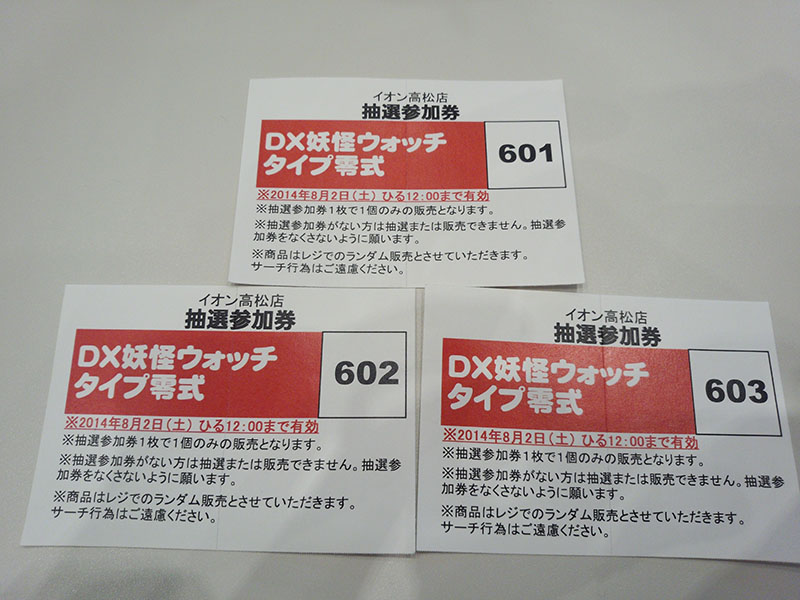 イオン高松店
抽選参加券
DX妖怪ウォッチ
タイプ零式
601
※2014年8月2日(土) ひる12:00まで有効
※抽選参加券1枚で1個のみの販売となります。
※抽選参加券がない方は抽選または販売できません。抽選参
加券をなくさないように願います。
※商品はレジでのランダム販売とさせていただきます。
サーチ行為はご遠慮ください。
イオン高松店
抽選参加券
DX妖怪ウォッチ
タイプ零式
602
※2014年8月2日(土) ひる12:00まで有効
※抽選参加券1枚で1個のみの販売となります。
※抽選参加券がない方は抽選または販売できません。抽選参
加券をなくさないように願います。
※商品はレジでのランダム販売とさせていただきます。
サーチ行為はご遠慮ください。
イオン高松店
抽選参加券
DX妖怪ウォッチ
タイプ零式
603
※2014年8月2日(土) ひる12:00まで有効
※抽選参加券1枚で1個のみの販売となります。
※抽選参加券がない方は抽選または販売できません。抽選参
加券をなくさないように願います。
※商品はレジでのランダム販売とさせていただきます。
サーチ行為はご遠慮ください。